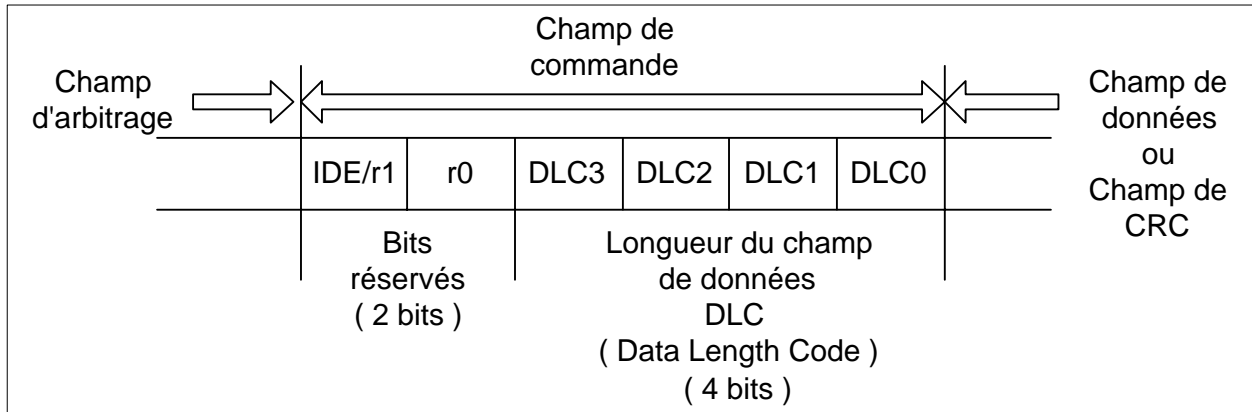 Champ de
commande
Champ
d'arbitrage
Champ de
données
ou
Champ de
CRC
IDE/r1 r0 DLC3 DLC2 DLC1 DLC0
Bits
réservés
( 2 bits )
Longueur du champ
de données
DLC
( Data Length Code )
( 4 bits )